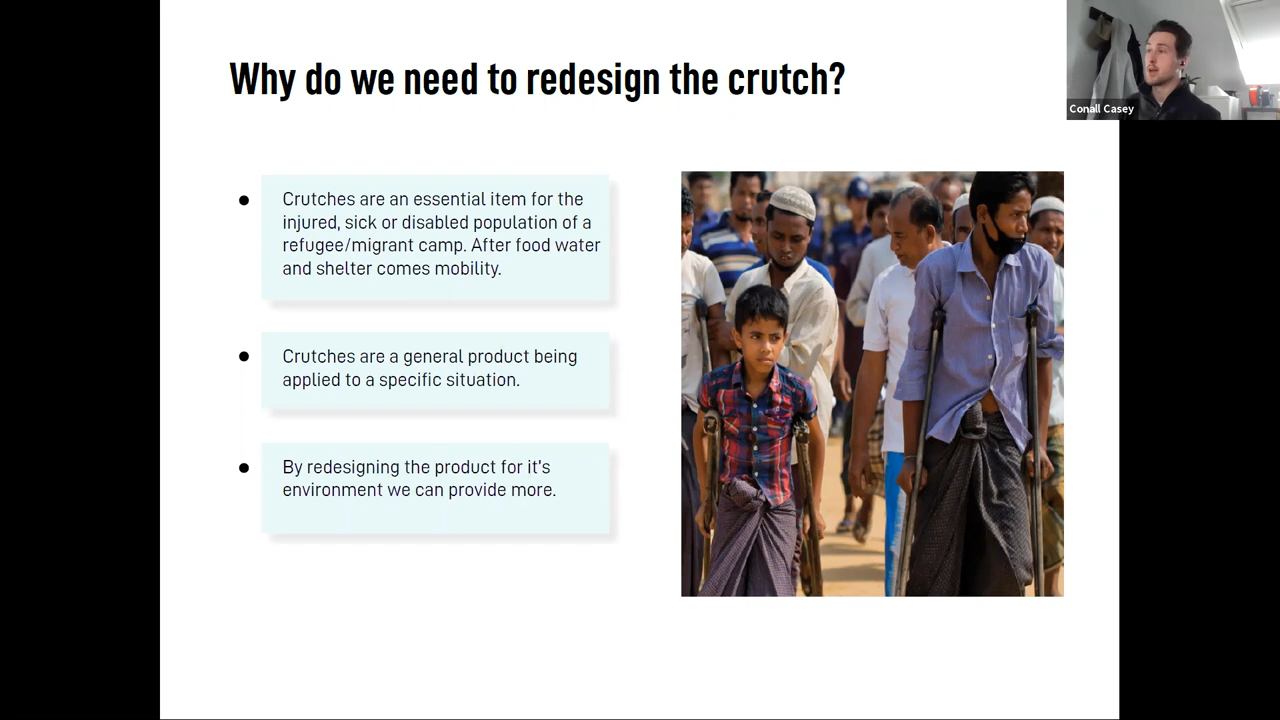 Why do we need to redesign the crutch?
Conall Casey
Crutches are an essential item for the
injured, sick or disabled population of a
refugee/migrant camp. After food water
and shelter comes mobility.
Crutches are a general product being
applied to a specific situation.
By redesigning the product for it's
environment we can provide more.